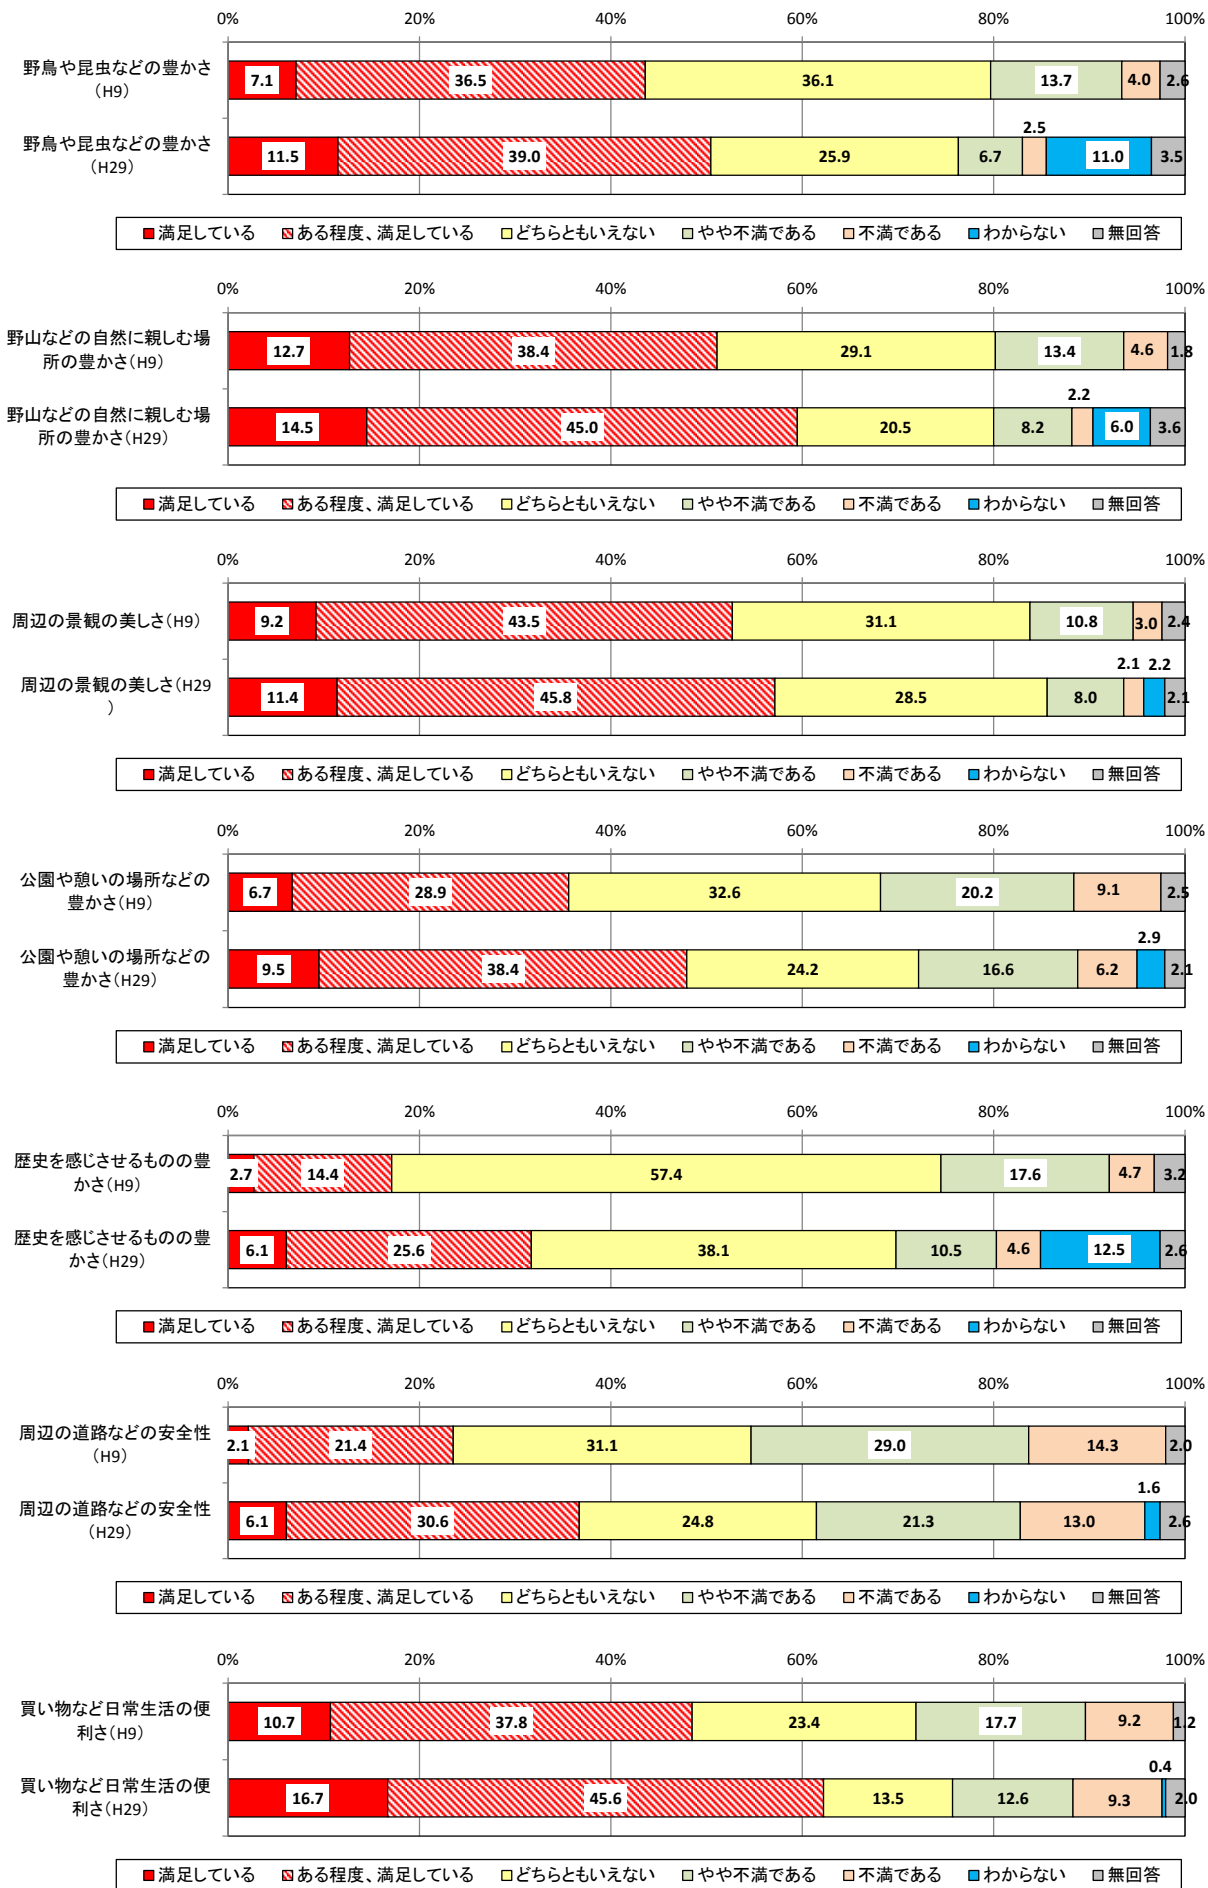 0% 20% 40% 60% 80% 100%
野鳥や昆虫などの豊かさ
(H9)
7.1 36.5 36.1 13.7 4.0 2.6
野鳥や昆虫などの豊かさ
(H29)
11.5 39.0 25.9 6.7 2.5 11.0 3.5
満足している ある程度、満足している どちらともいえない やや不満である 不満である わからない 無回答
0% 20% 40% 60% 80% 100%
野山などの自然に親しむ場
所の豊かさ(H9)
12.7 38.4 29.1 13.4 4.6 1.8
野山などの自然に親しむ場
所の豊かさ(H29)
14.5 45.0 20.5 8.2 2.2 6.0 3.6
満足している ある程度、満足している どちらともいえない やや不満である 不満である わからない 無回答
0% 20% 40% 60% 80% 100%
周辺の景観の美しさ(H9)
9.2 43.5 31.1 10.8 3.0 2.4
周辺の景観の美しさ(H29
)
11.4 45.8 28.5 8.0 2.1 2.2 2.1
満足している ある程度、満足している どちらともいえない やや不満である 不満である わからない 無回答
0% 20% 40% 60% 80% 100%
公園や憩いの場所などの
豊かさ(H9)
6.7 28.9 32.6 20.2 9.1 2.5
公園や憩いの場所などの
豊かさ(H29)
9.5 38.4 24.2 16.6 6.2 2.9 2.1
満足している ある程度、満足している どちらともいえない やや不満である 不満である わからない 無回答
0% 20% 40% 60% 80% 100%
歴史を感じさせるものの豊
かさ(H9)
2.7 14.4 57.4 17.6 4.7 3.2
歴史を感じさせるものの豊
かさ(H29)
6.1 25.6 38.1 10.5 4.6 12.5 2.6
満足している ある程度、満足している どちらともいえない やや不満である 不満である わからない 無回答
0% 20% 40% 60% 80% 100%
周辺の道路などの安全性
(H9)
2.1 21.4 31.1 29.0 14.3 2.0
周辺の道路などの安全性
(H29)
6.1 30.6 24.8 21.3 13.0 1.6 2.6
満足している ある程度、満足している どちらともいえない やや不満である 不満である わからない 無回答
0% 20% 40% 60% 80% 100%
買い物など日常生活の便
利さ(H9)
10.7 37.8 23.4 17.7 9.2 1.2
買い物など日常生活の便
利さ(H29)
16.7 45.6 13.5 12.6 9.3 0.4 2.0
満足している ある程度、満足している どちらともいえない やや不満である 不満である わからない 無回答